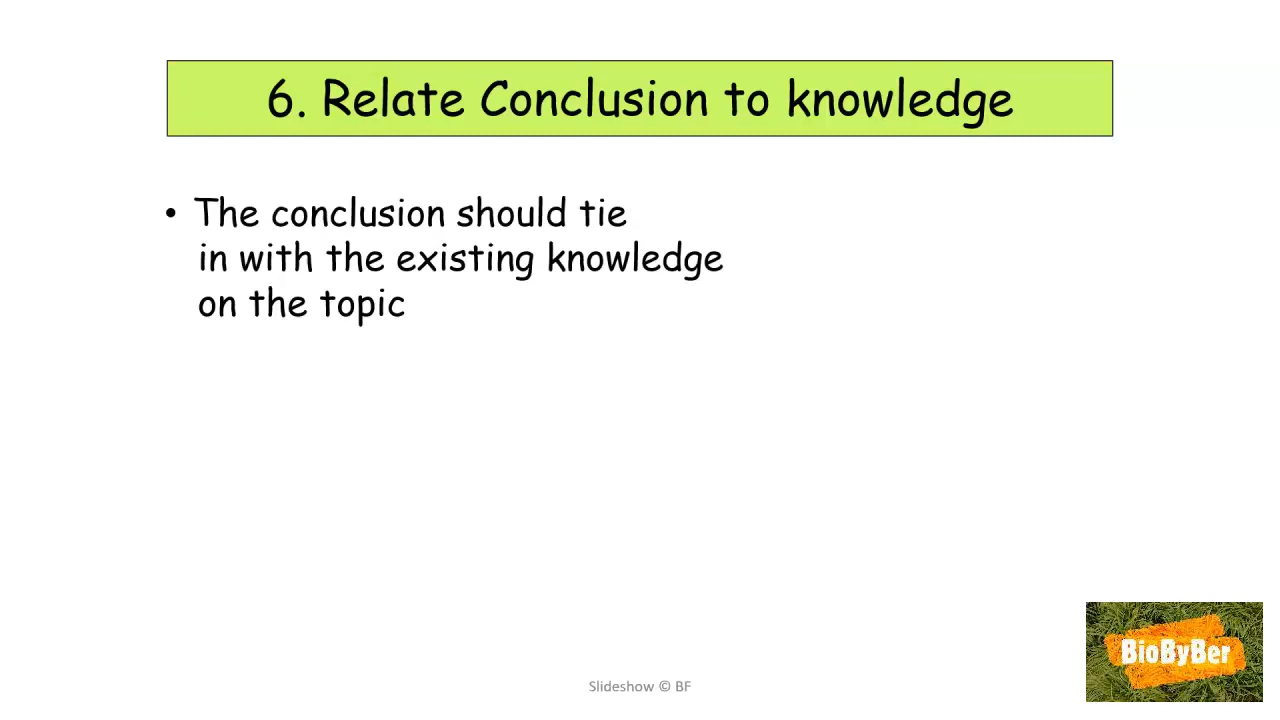 6. Relate Conclusion to knowledge
• The conclusion should tie
in with the existing knowledge
on the topic
BioByBer
Slideshow © BF